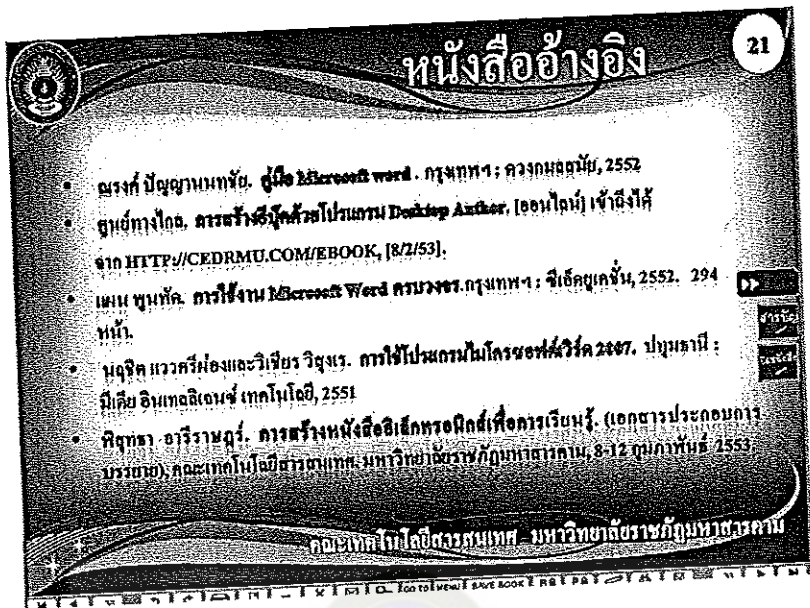 หนังสืออ้างอิง
21
ณรงค์ ปัญญานนทชัย. คู่มือ Microsoft word . กรุงเทพฯ ; ดวงกมลสมัย, 2552
ศูนย์ทางไกล. การสร้างอีบุ๊คด้วยโปรแกรม Desktop Author. [ออนไลน์] เข้าถึงได้
จาก HTTP://CEDRMU.COM/EBOOK, [8/2/53].
พูนทัด. การใช้งาน Microsoft Word ครบวงจร.กรุงเทพฯ : ซีเอ็ดยูเคชั่น, 2552. 294
หน้า.
แววศรีผ่องและวิเชียร วิสุงเร. การใช้โปรแกรมไมโครซอฟต์เวิร์ด 2007. ปทุมธานี :
มีเดีย อินเทลลิเจนซ์ เทคโนโลยี, 2551
พิสุทธา อารีราษฎร์. การสร้างหนังสืออิเล็กทรอนิกส์เพื่อการเรียนรู้. (เอกสารประกอบการ
บรรยาย), คณะเทคโนโลยีสารสนเทศ. มหาวิทยาลัยราชภัฏมหาสารคาม, 8-12 กุมภาพันธ์ 2553.
สารบัญ
คณะเทคโนโลยีสารสนเทศ มหาวิทยาลัยราชภัฏมหาสารคาม
GO TO VIEW SAVE BOOK